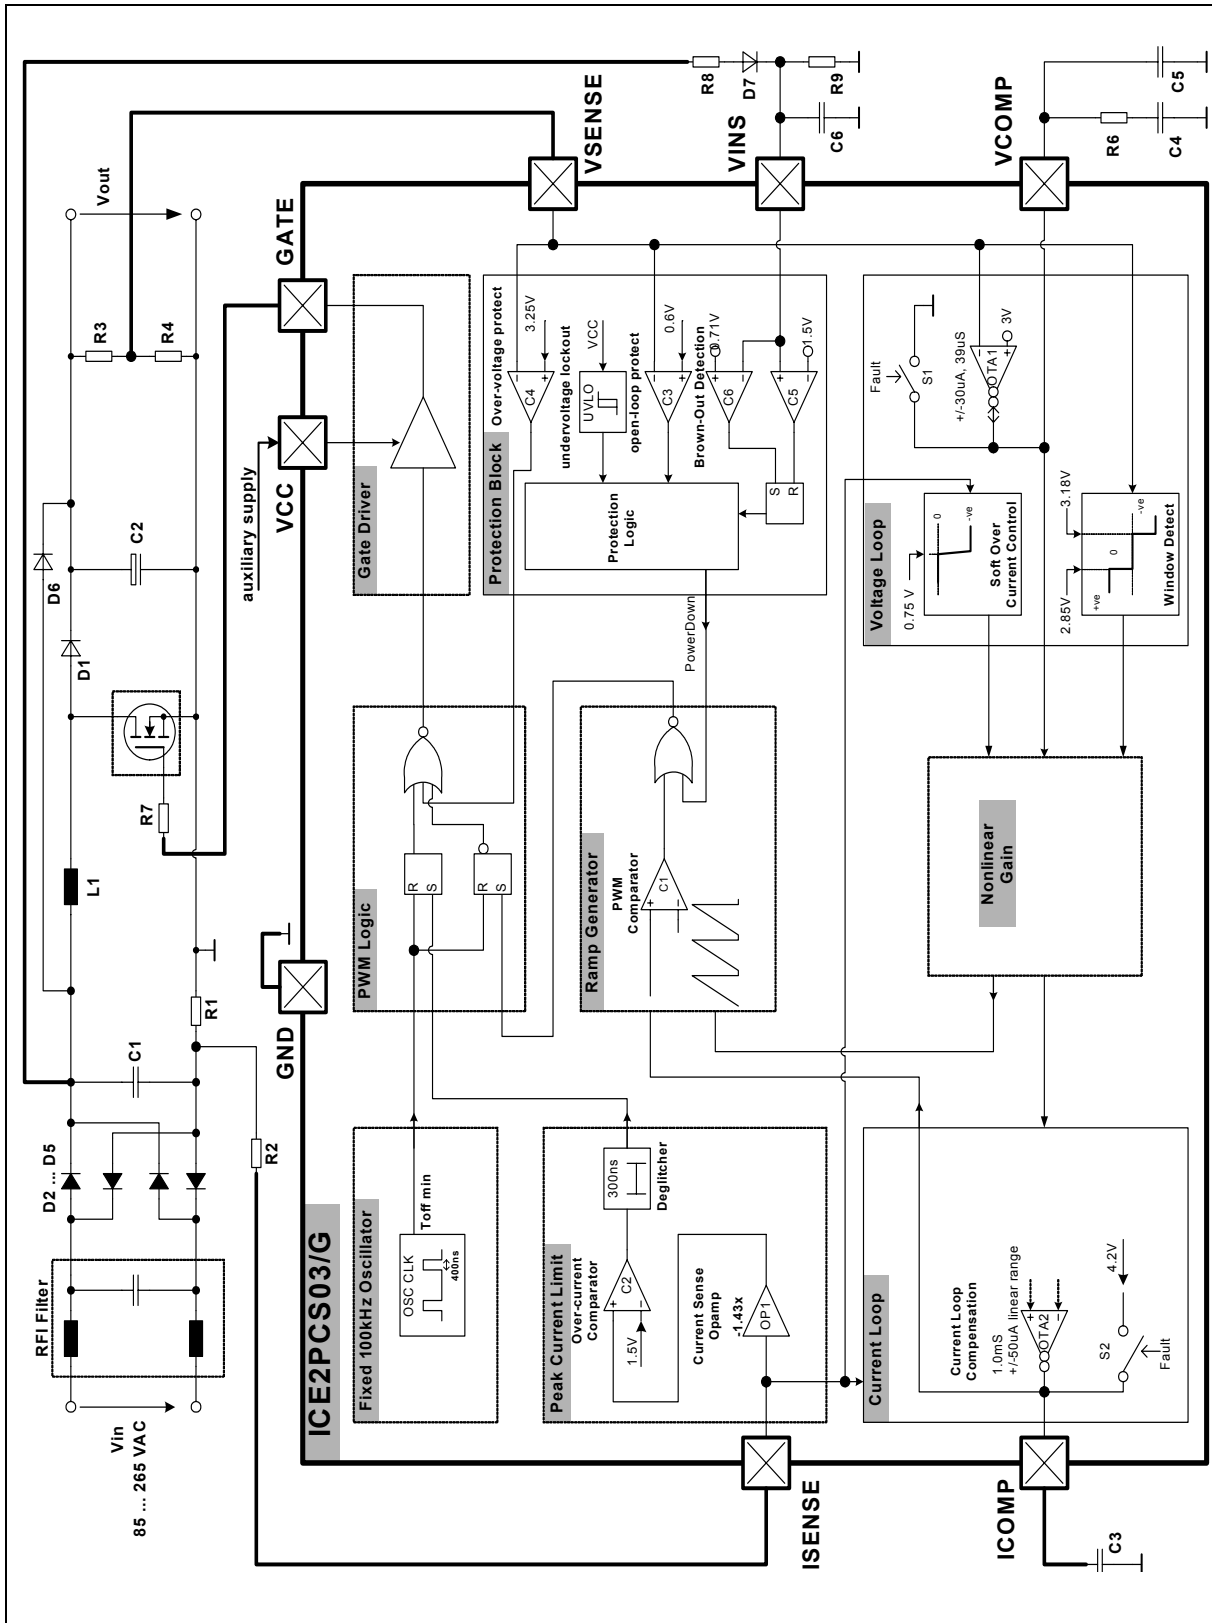 Vin
85 ... 265 VAC
RFI Filter
D2 ... D5
C1
R1
R2
L1
R7
D1
D6
C2
R3
R4
Vout
auxiliary supply
GND
VCC
GATE
ICE2PCS03/G
Fixed 100kHz Oscillator
OSC CLK
400ns
Toff min
PWM Logic
R
S
R
S
Gate Driver
Peak Current Limit
Over-current
Comparator
1.5V
+
−
C2
300ns
Deglitcher
Current Sense
Opamp
-1.43x
OP1
Ramp Generator
PWM
Comparator
+
−
C1
PowerDown
Protection Block
Over-voltage protect
C4
−
+
3.25V
undervoltage lockout
UVLO
VCC
open-loop protect
C3
−
+
0.6V
Brown-Out Detection
C6
+
−
0.71V
C5
+
−
1.5V
S
R
Protection
Logic
Current Loop
Current Loop
Compensation
1.0mS
+/-50uA linear range
OTA2
+
−
4.2V
S2
Fault
Nonlinear
Gain
Voltage Loop
0.75 V
0
-ve
Soft Over
Current Control
Fault
S1
+/-30uA, 39uS
OTA1
−
+
3V
2.85V
3.18V
+ve
0
-ve
Window Detect
ISENSE
ICOMP
C3
VSENSE
VINS
VCOMP
R8
D7
R9
C6
R6
C4
C5